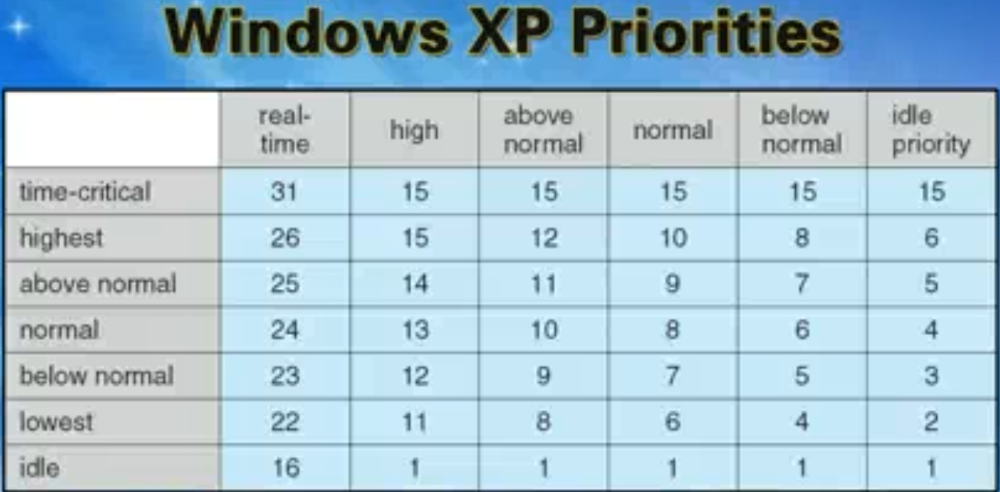 Windows XP Priorities
real-time high above normal normal below normal idle priority
time-critical 31 15 15 15 15 15
highest 26 15 12 10 8 6
above normal 25 14 11 9 7 5
normal 24 13 10 8 6 4
below normal 23 12 9 7 5 3
lowest 22 11 8 6 4 2
idle 16 1 1 1 1 1